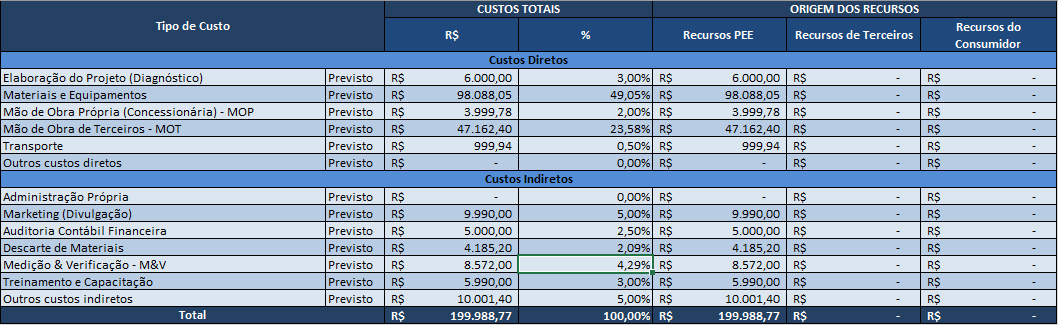 Tipo de Custo CUSTOS TOTAIS ORIGEM DOS RECURSOS
R$ % Recursos PEE Recursos de Terceiros Recursos do Consumidor
Custos Diretos
Elaboração do Projeto (Diagnóstico) Previsto R$ 6.000,00 3,00% R$ 6.000,00 R$ - R$ -
Materiais e Equipamentos Previsto R$ 98.088,05 49,05% R$ 98.088,05 R$ - R$ -
Mão de Obra Própria (Concessionária) - MOP Previsto R$ 3.999,78 2,00% R$ 3.999,78 R$ - R$ -
Mão de Obra de Terceiros - MOT Previsto R$ 47.162,40 23,58% R$ 47.162,40 R$ - R$ -
Transporte Previsto R$ 999,94 0,50% R$ 999,94 R$ - R$ -
Outros custos diretos Previsto R$ - 0,00% R$ - R$ - R$ -
Custos Indiretos
Administração Própria Previsto R$ - 0,00% R$ - R$ - R$ -
Marketing (Divulgação) Previsto R$ 9.990,00 5,00% R$ 9.990,00 R$ - R$ -
Auditoria Contábil Financeira Previsto R$ 5.000,00 2,50% R$ 5.000,00 R$ - R$ -
Descarte de Materiais Previsto R$ 4.185,20 2,09% R$ 4.185,20 R$ - R$ -
Medição & Verificação - M&V Previsto R$ 8.572,00 4,29% R$ 8.572,00 R$ - R$ -
Treinamento e Capacitação Previsto R$ 5.990,00 3,00% R$ 5.990,00 R$ - R$ -
Outros custos indiretos Previsto R$ 10.001,40 5,00% R$ 10.001,40 R$ - R$ -
Total R$ 199.988,77 100,00% R$ 199.988,77 R$ - R$ -